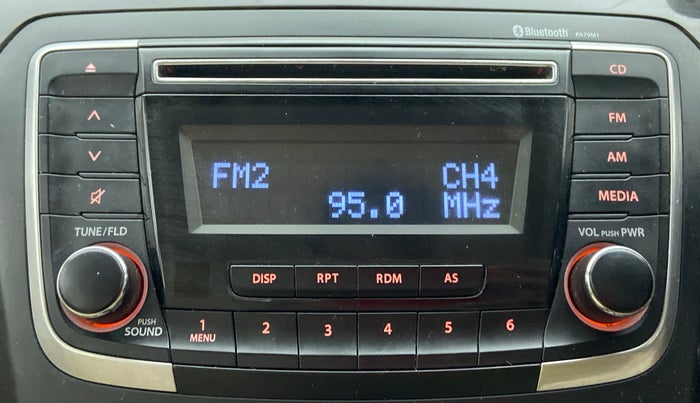 Bluetooth PA70M1
CD
FM
AM
MEDIA
FM2 CH4
95.0 MHz
TUNE/FLD
VOL PUSH PWR
DISP RPT RDM AS
PUSH
SOUND
1 2 3 4 5 6
MENU